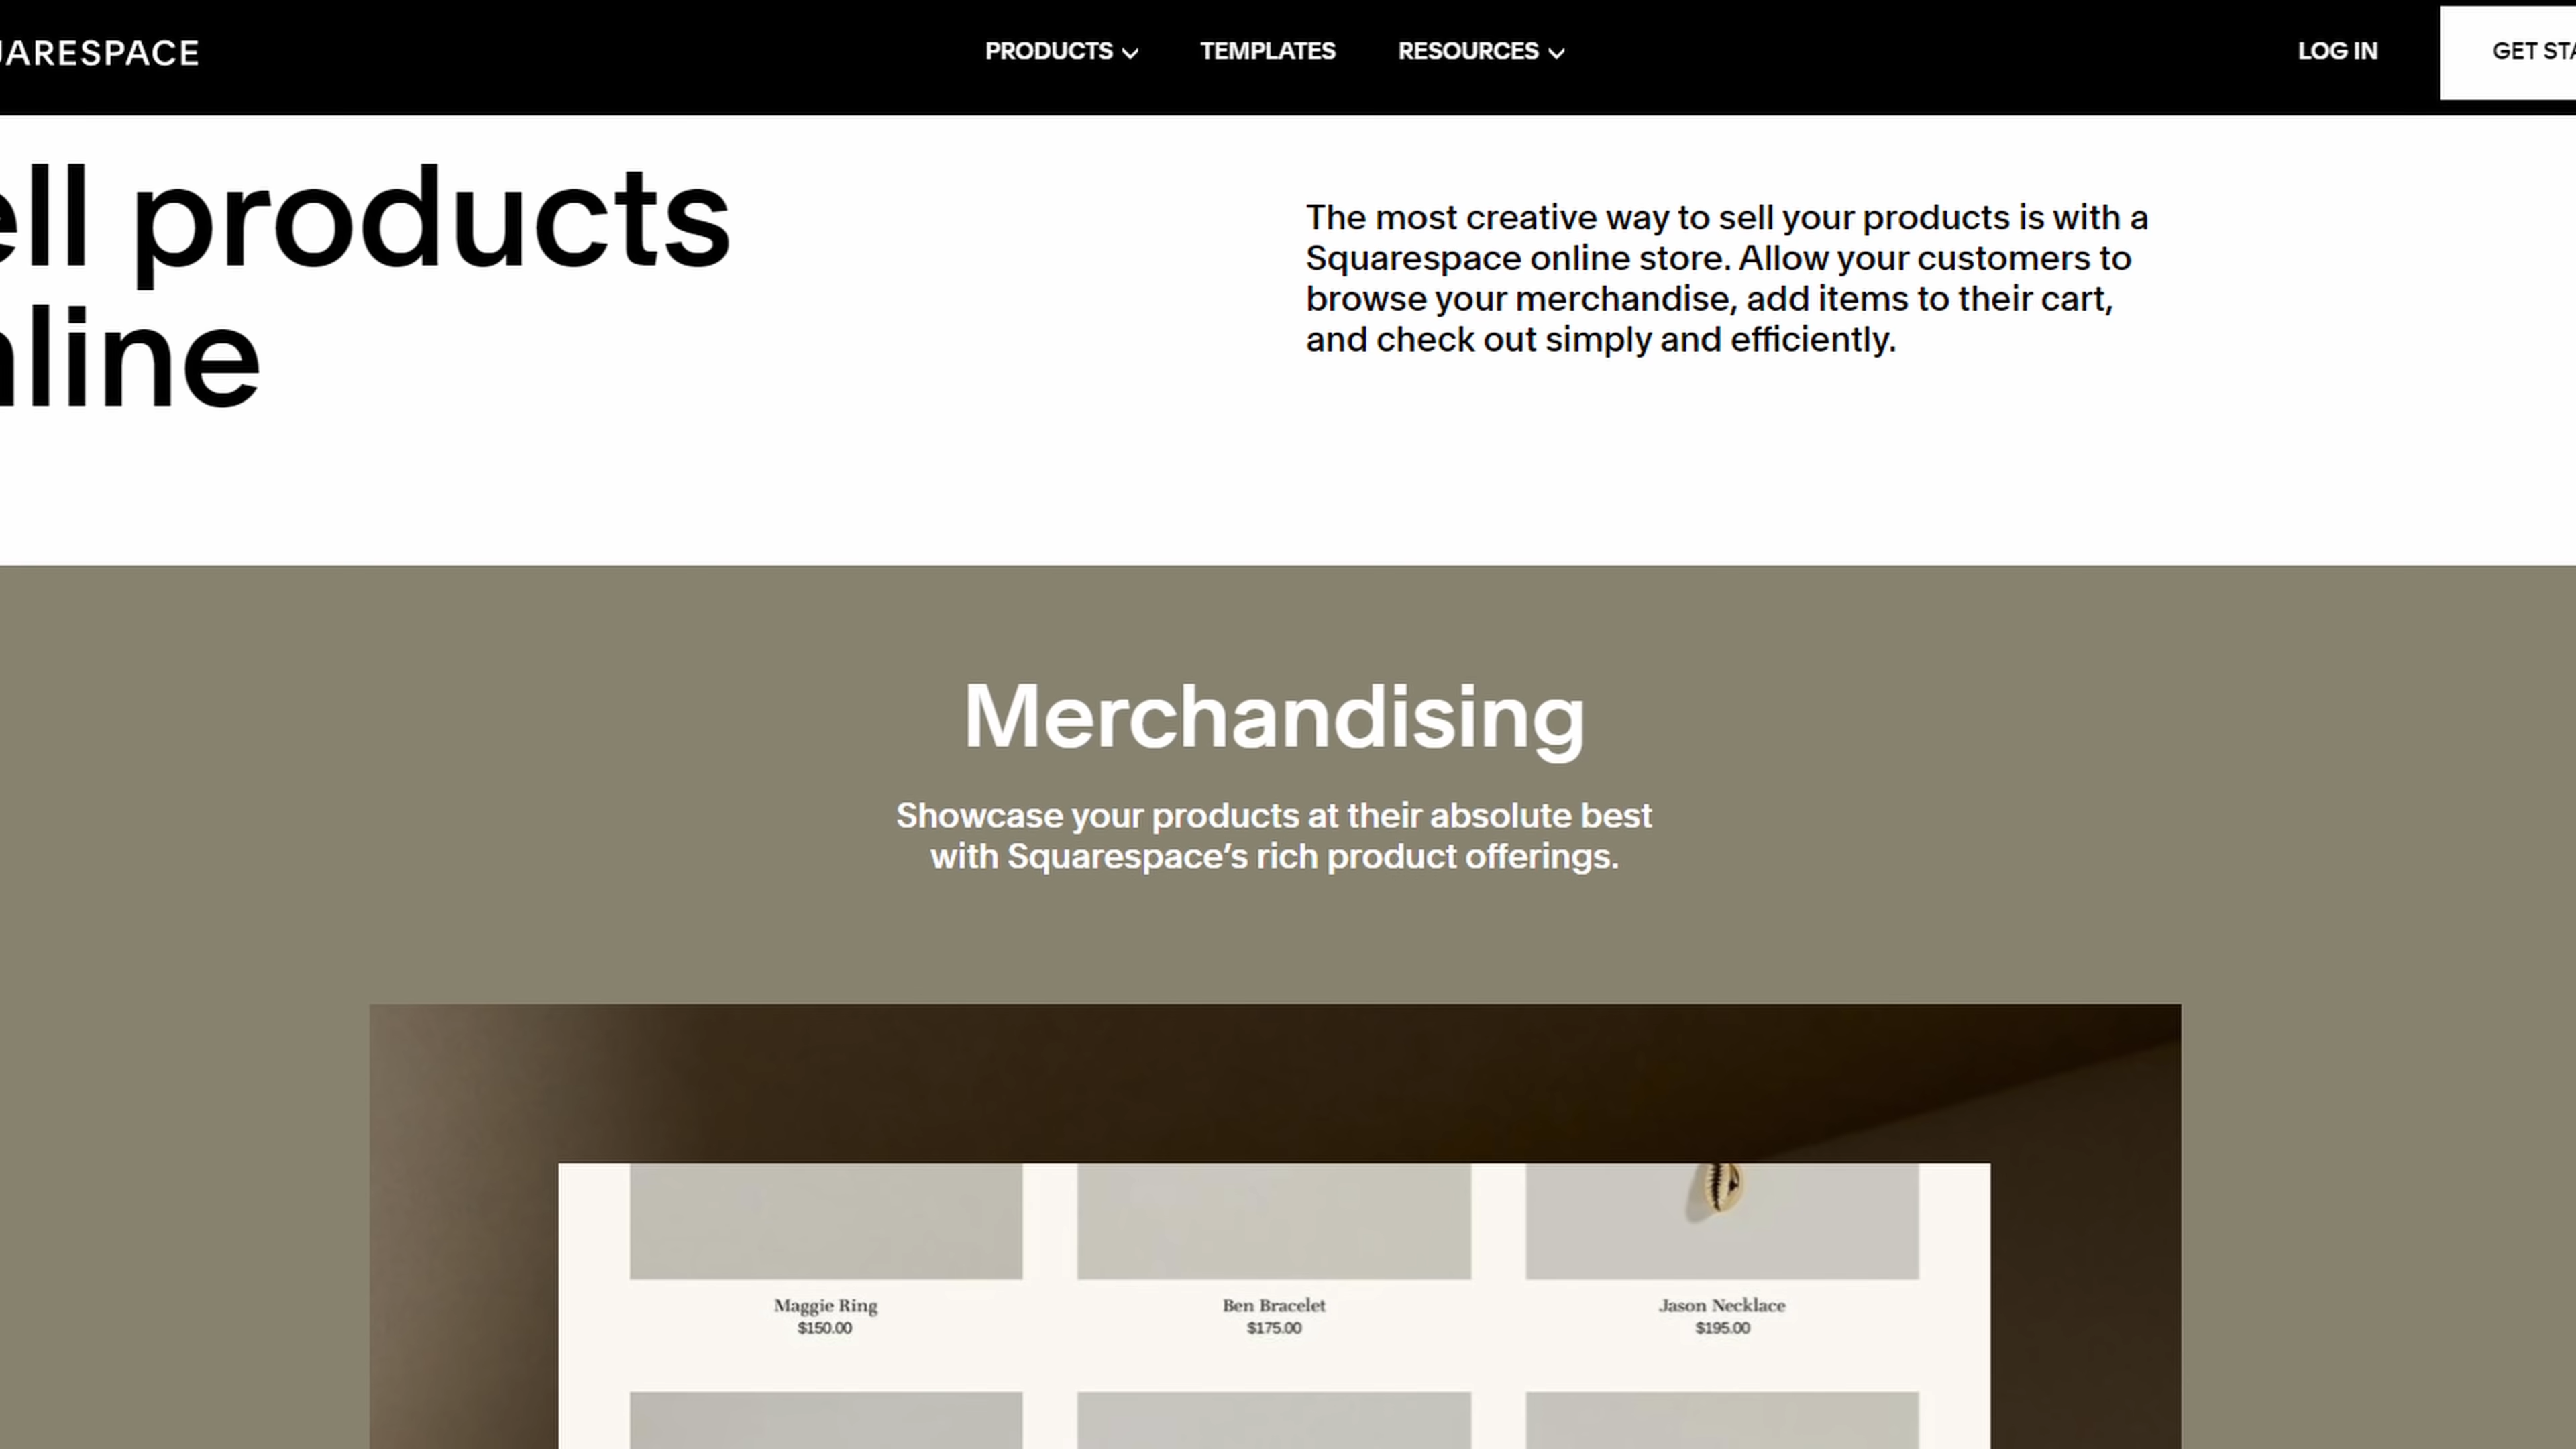 UARESPACE
PRODUCTS
TEMPLATES
RESOURCES
LOG IN
GET STA
ell products
nline
The most creative way to sell your products is with a
Squarespace online store. Allow your customers to
browse your merchandise, add items to their cart,
and check out simply and efficiently.
Merchandising
Showcase your products at their absolute best
with Squarespace’s rich product offerings.
Maggie Ring
$150.00
Ben Bracelet
$175.00
Jason Necklace
$195.00